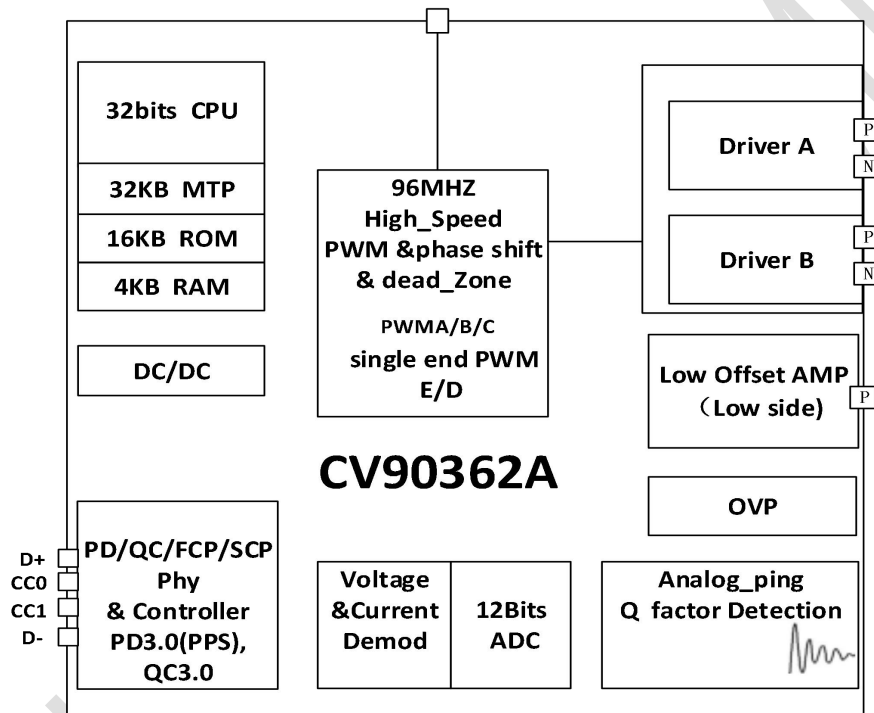 32bits CPU
32KB MTP
16KB ROM
4KB RAM
DC/DC
96MHZ
High_Speed
PWM &phase shift
& dead_Zone
PWMA/B/C
single end PWM
E/D
Driver A
P
N
Driver B
P
N
Low Offset AMP
（Low side)
P
OVP
CV90362A
D+
CC0
CC1
D-
PD/QC/FCP/SCP
Phy
& Controller
PD3.0(PPS),
QC3.0
Voltage
&Current
Demod
12Bits
ADC
Analog_ping
Q factor Detection